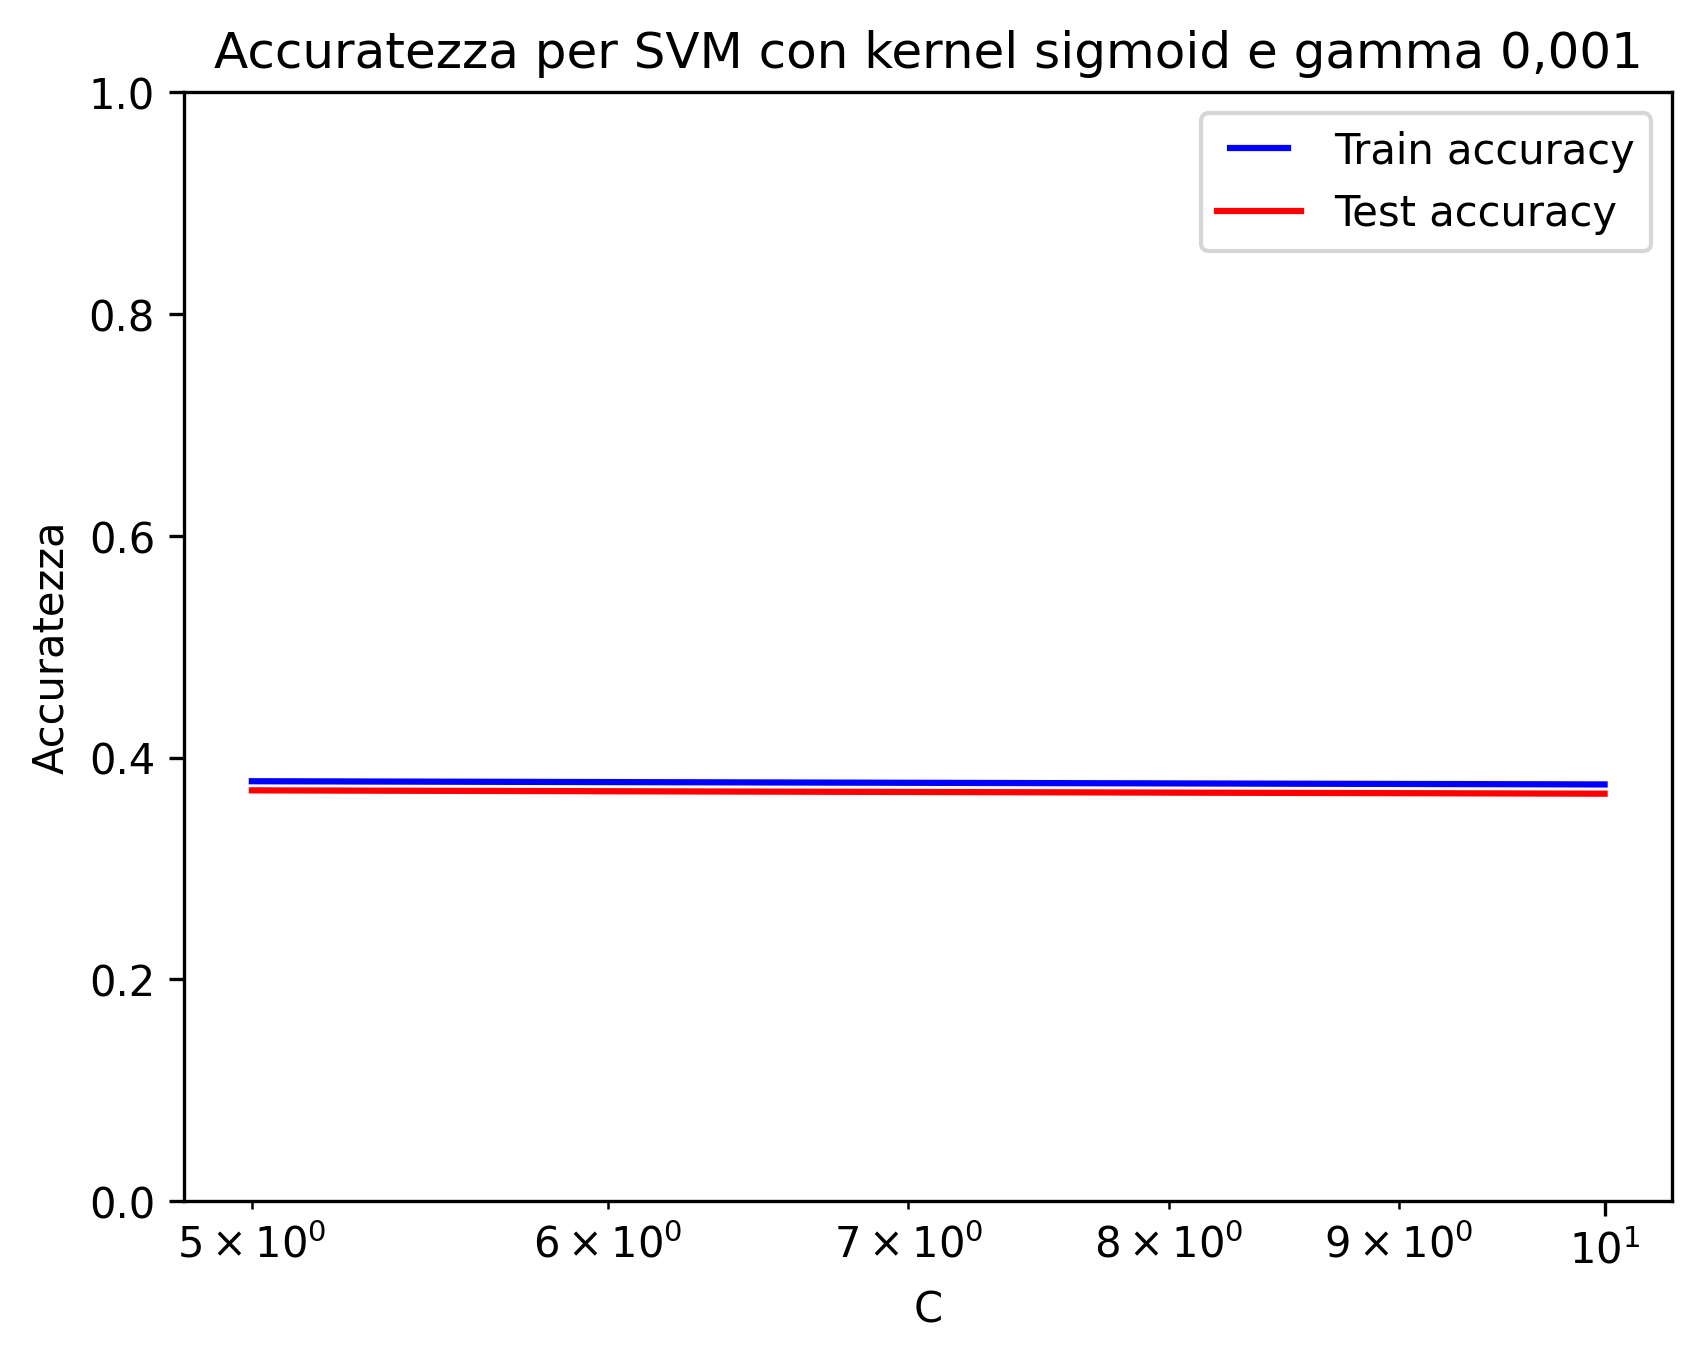 Accuratezza per SVM con kernel sigmoid e gamma 0,001
1.0
0.8
0.6
0.4
0.2
0.0
Accuratezza
Train accuracy
Test accuracy
5 × 10⁰
6 × 10⁰
7 × 10⁰
8 × 10⁰
9 × 10⁰
10¹
C